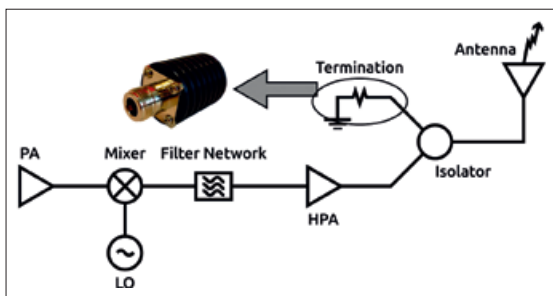 Antenna
Termination
PA
Mixer
Filter Network
Isolator
HPA
LO